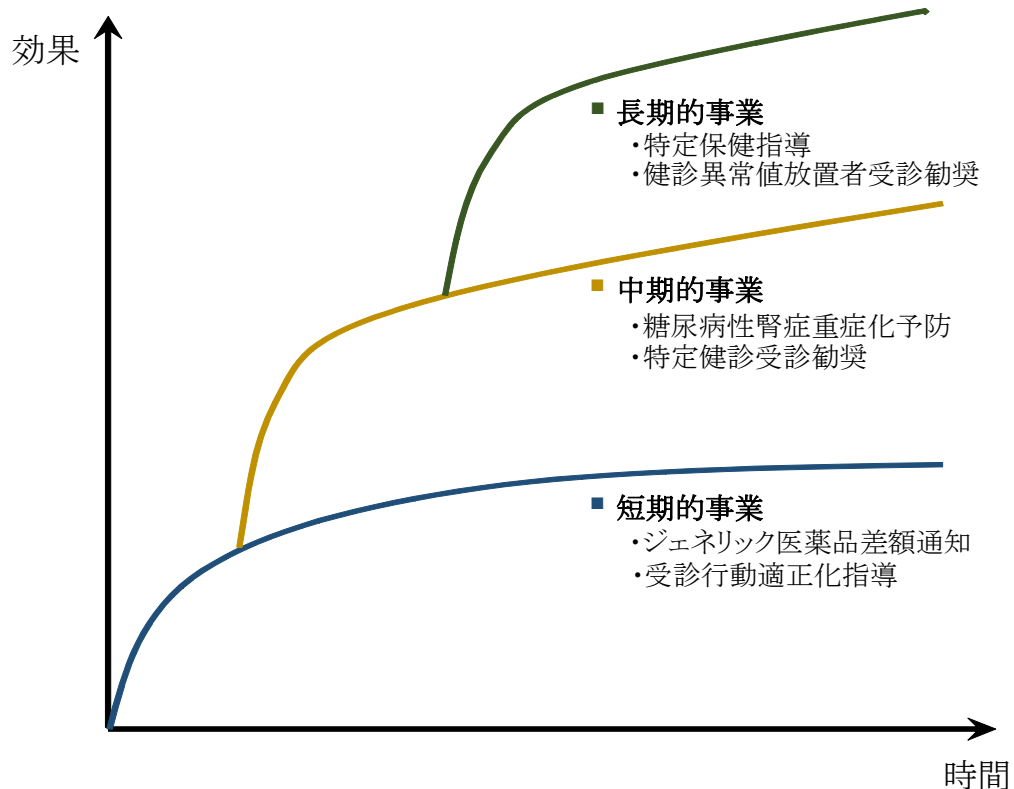 効果
■ 長期的事業
・特定保健指導
・健診異常値放置者受診勧奨
■ 中期的事業
・糖尿病性腎症重症化予防
・特定健診受診勧奨
■ 短期的事業
・ジェネリック医薬品差額通知
・受診行動適正化指導
時間